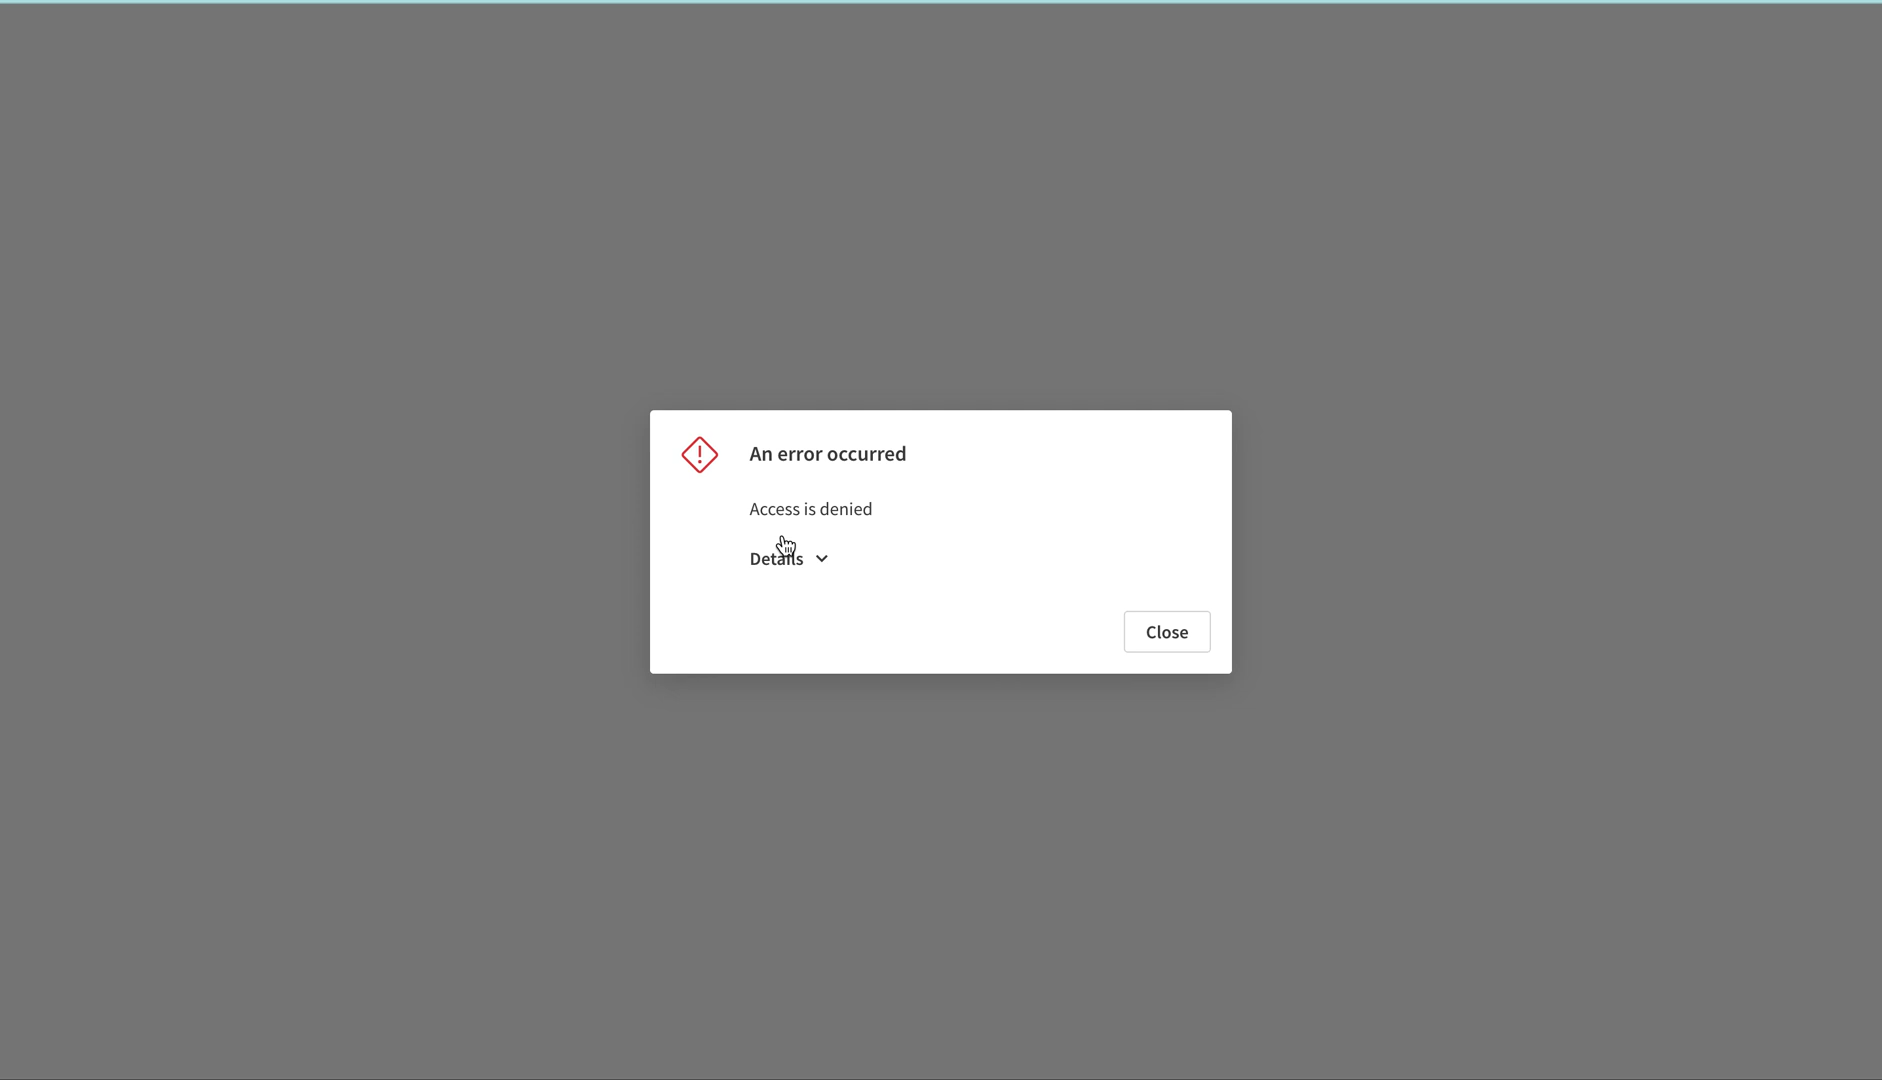 An error occurred
Access is denied
Details
Close